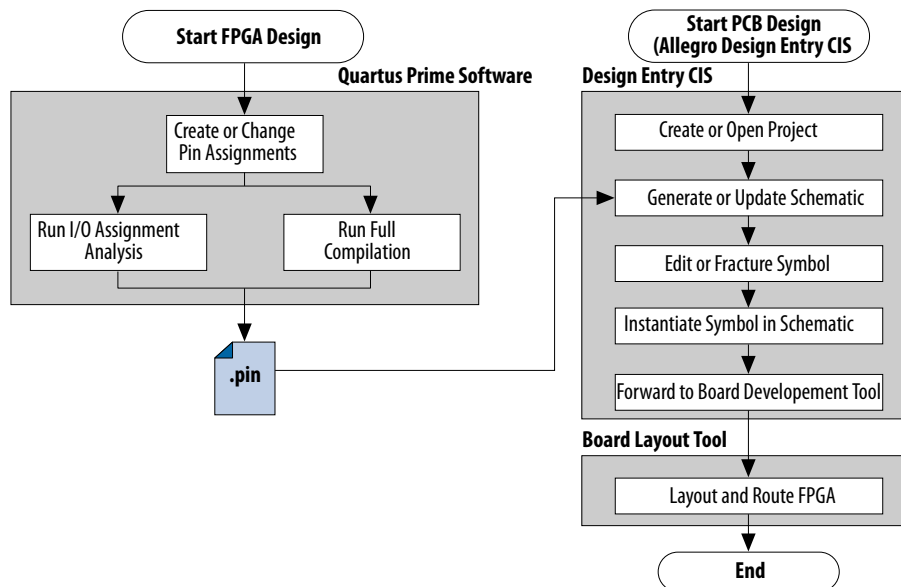 Start FPGA Design
Quartus Prime Software
Create or Change
Pin Assignments
Run I/O Assignment
Analysis
Run Full
Compilation
.pin
Start PCB Design
(Allegro Design Entry CIS
Design Entry CIS
Create or Open Project
Generate or Update Schematic
Edit or Fracture Symbol
Instantiate Symbol in Schematic
Forward to Board Developement Tool
Board Layout Tool
Layout and Route FPGA
End